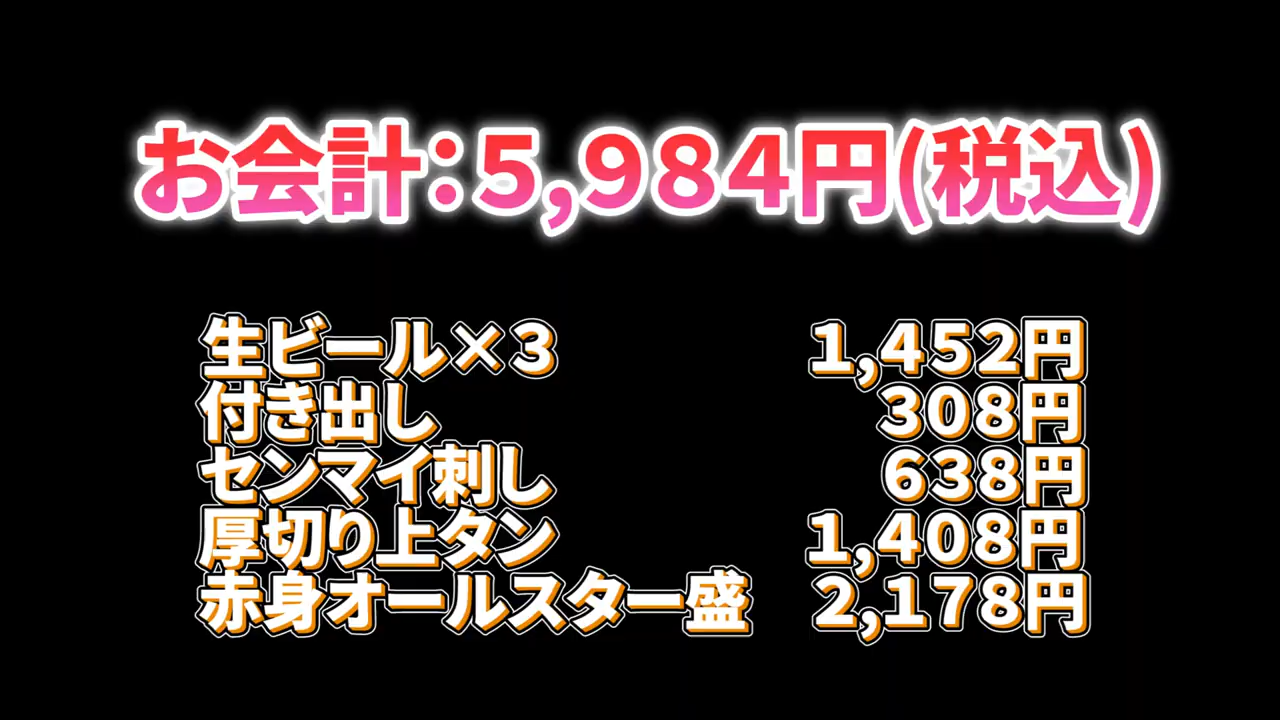 お会計：5,984円(税込)
生ビール×3 1,452円
付き出し 308円
センマイ刺し 638円
厚切り上タン 1,408円
赤身オールスター盛 2,178円